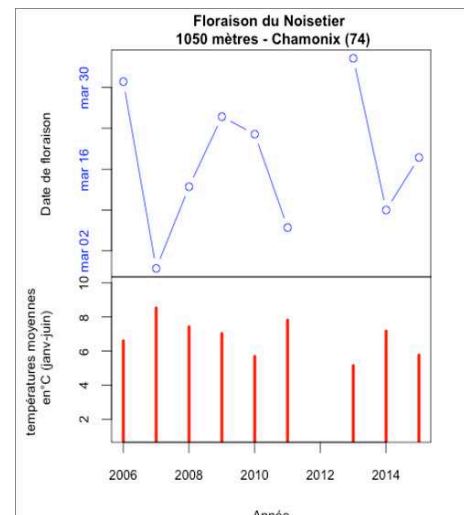 Floraison du Noisetier
1050 mètres - Chamonix (74)
Date de floraison
mar 30
mar 16
mar 02
températures moyennes
en°C (janv-juin)
10
8
6
4
2
2006
2008
2010
2012
2014
Année